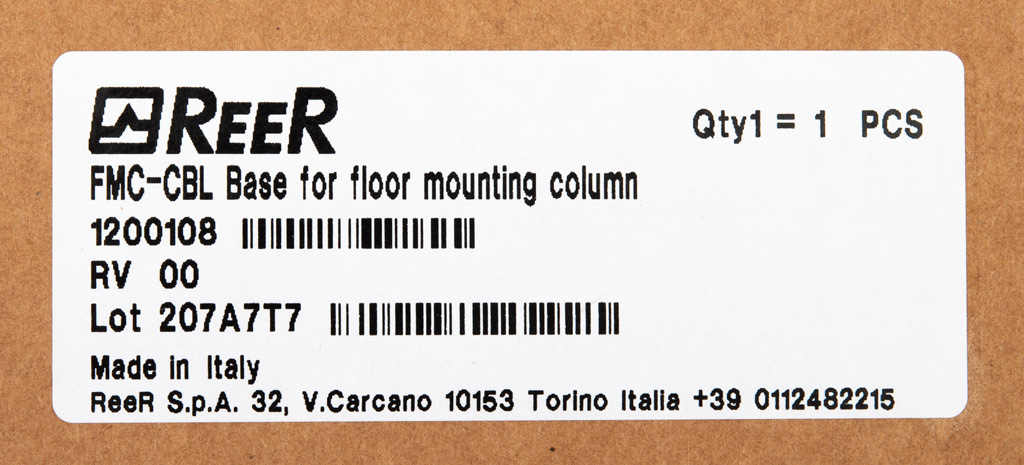 REER
Qty1 = 1 PCS
FMC-CBL Base for floor mounting column
1200108
RV 00
Lot 207A7T7
Made in Italy
ReeR S.p.A. 32, V.Carcano 10153 Torino Italia +39 0112482215